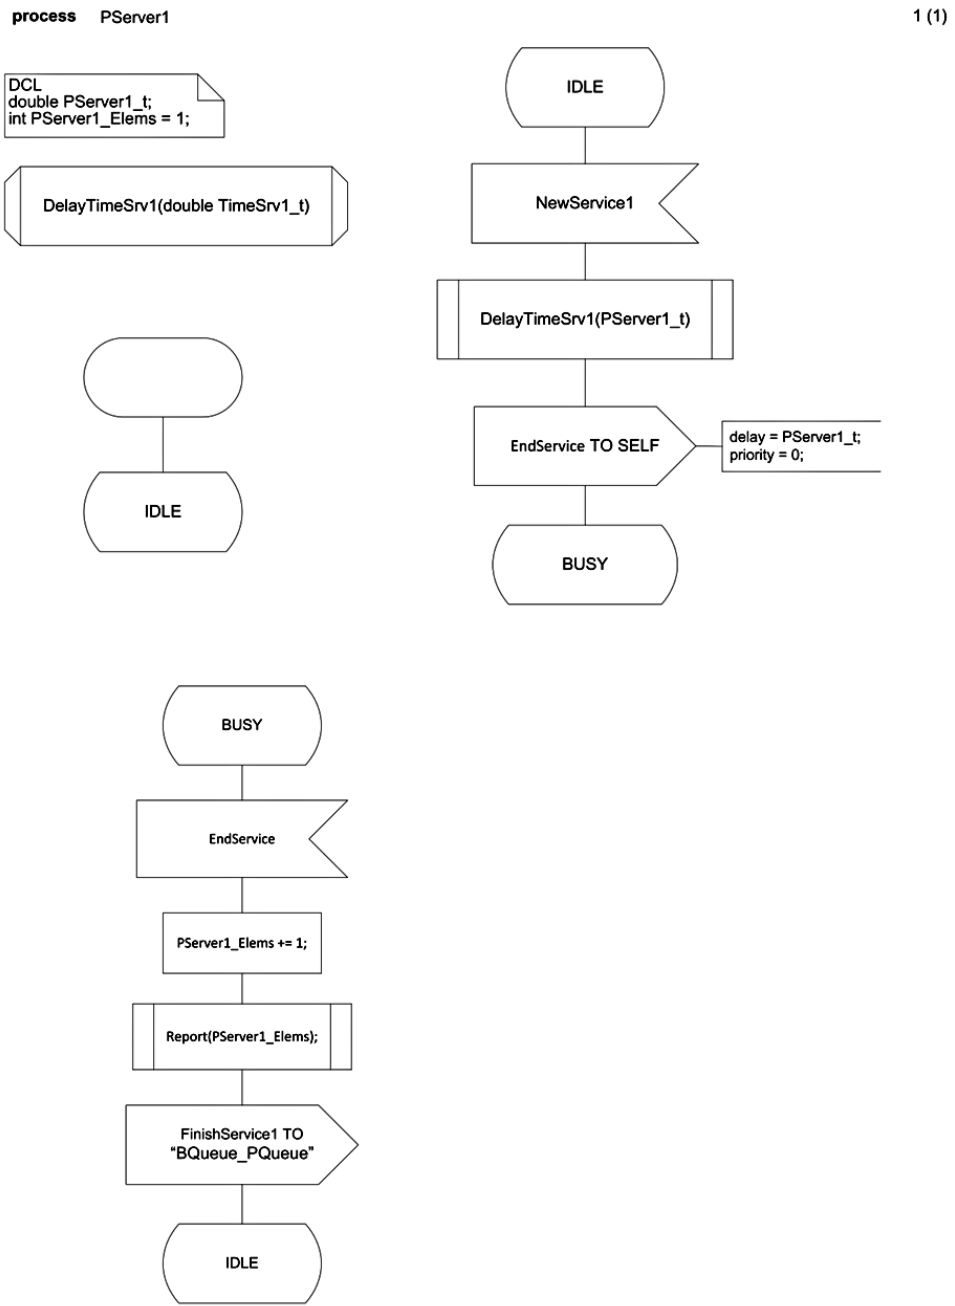 process PServer1
1 (1)
DCL
double PServer1_t;
int PServer1_Elems = 1;
DelayTimeSrv1(double TimeSrv1_t)
IDLE
IDLE
NewService1
DelayTimeSrv1(PServer1_t)
EndService TO SELF
delay = PServer1_t;
priority = 0;
BUSY
BUSY
EndService
PServer1_Elems += 1;
Report(PServer1_Elems);
FinishService1 TO
“BQueue_PQueue”
IDLE